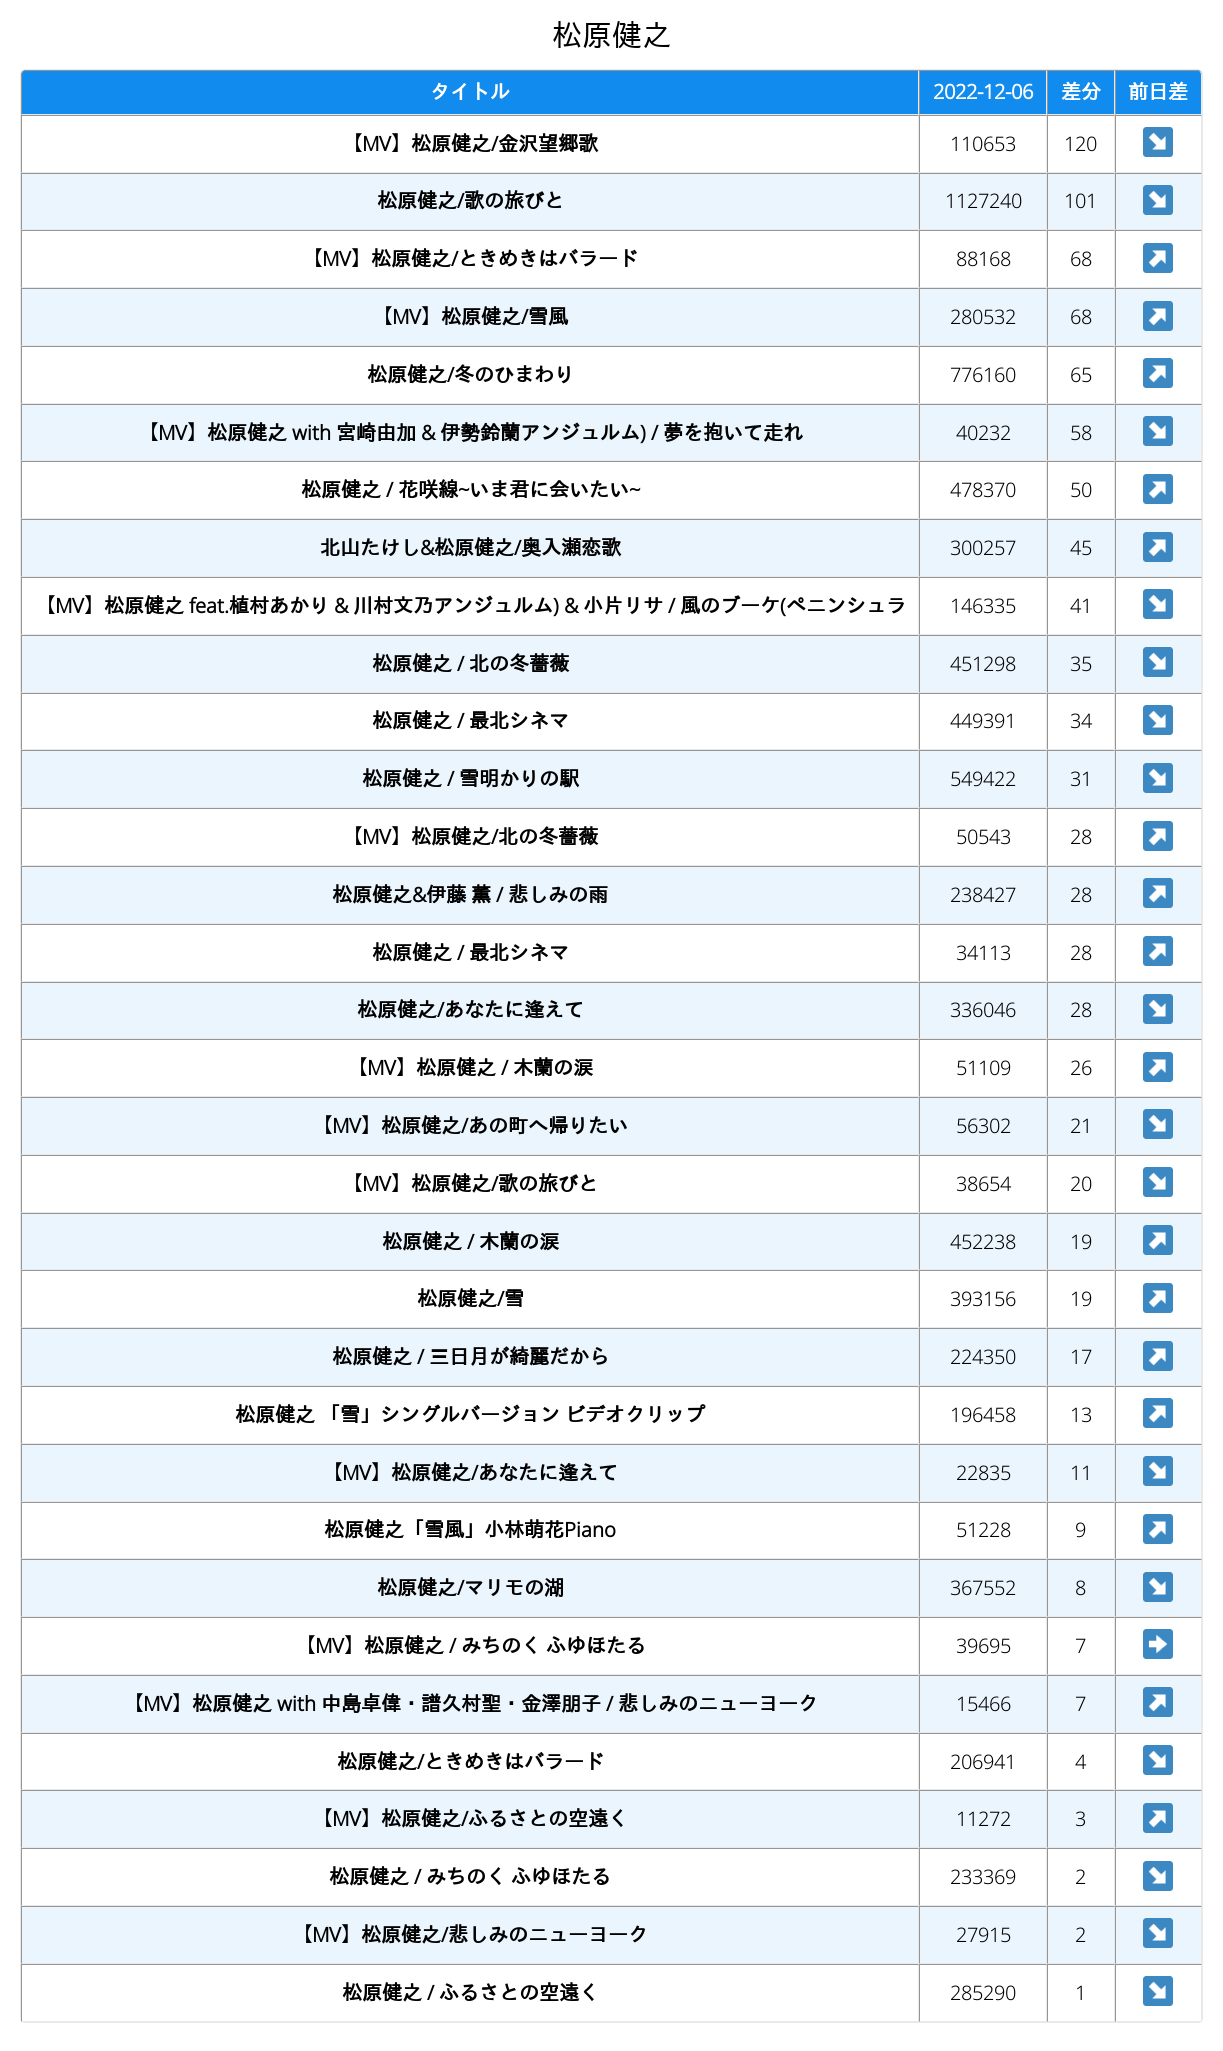 松原健之
タイトル 2022-12-06 差分 前日差
【MV】松原健之/金沢望郷歌 110653 120 ↘
松原健之/歌の旅びと 1127240 101 ↘
【MV】松原健之/ときめきはバラード 88168 68 ↗
【MV】松原健之/雪風 280532 68 ↗
松原健之/冬のひまわり 776160 65 ↗
【MV】松原健之 with 宮崎由加 & 伊勢鈴蘭アンジュルム) / 夢を抱いて走れ 40232 58 ↘
松原健之 / 花咲線~いま君に会いたい~ 478370 50 ↗
北山たけし&松原健之/奥入瀬恋歌 300257 45 ↗
【MV】松原健之 feat.植村あかり & 川村文乃アンジュルム) & 小片リサ / 風のブーケ(ペニンシュラ 146335 41 ↘
松原健之 / 北の冬薔薇 451298 35 ↘
松原健之 / 最北シネマ 449391 34 ↘
松原健之 / 雪明かりの駅 549422 31 ↘
【MV】松原健之/北の冬薔薇 50543 28 ↗
松原健之&伊藤 薫 / 悲しみの雨 238427 28 ↗
松原健之 / 最北シネマ 34113 28 ↗
松原健之/あなたに逢えて 336046 28 ↘
【MV】松原健之 / 木蘭の涙 51109 26 ↗
【MV】松原健之/あの町へ帰りたい 56302 21 ↘
【MV】松原健之/歌の旅びと 38654 20 ↘
松原健之 / 木蘭の涙 452238 19 ↗
松原健之/雪 393156 19 ↗
松原健之 / 三日月が綺麗だから 224350 17 ↗
松原健之 「雪」シングルバージョン ビデオクリップ 196458 13 ↗
【MV】松原健之/あなたに逢えて 22835 11 ↘
松原健之「雪風」小林萌花Piano 51228 9 ↗
松原健之/マリモの湖 367552 8 ↘
【MV】松原健之 / みちのく ふゆほたる 39695 7 ➡
【MV】松原健之 with 中島卓偉・譜久村聖・金澤朋子 / 悲しみのニューヨーク 15466 7 ↗
松原健之/ときめきはバラード 206941 4 ↘
【MV】松原健之/ふるさとの空遠く 11272 3 ↗
松原健之 / みちのく ふゆほたる 233369 2 ↘
【MV】松原健之/悲しみのニューヨーク 27915 2 ↘
松原健之 / ふるさとの空遠く 285290 1 ↘